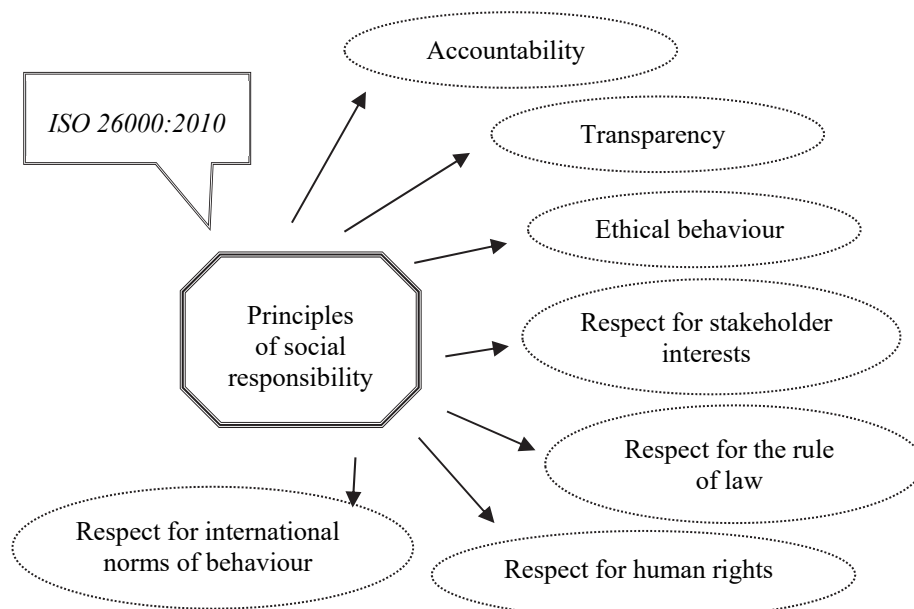 Accountability
ISO 26000:2010
Transparency
Ethical behaviour
Principles
of social
responsibility
Respect for stakeholder
interests
Respect for the rule
of law
Respect for international
norms of behaviour
Respect for human rights